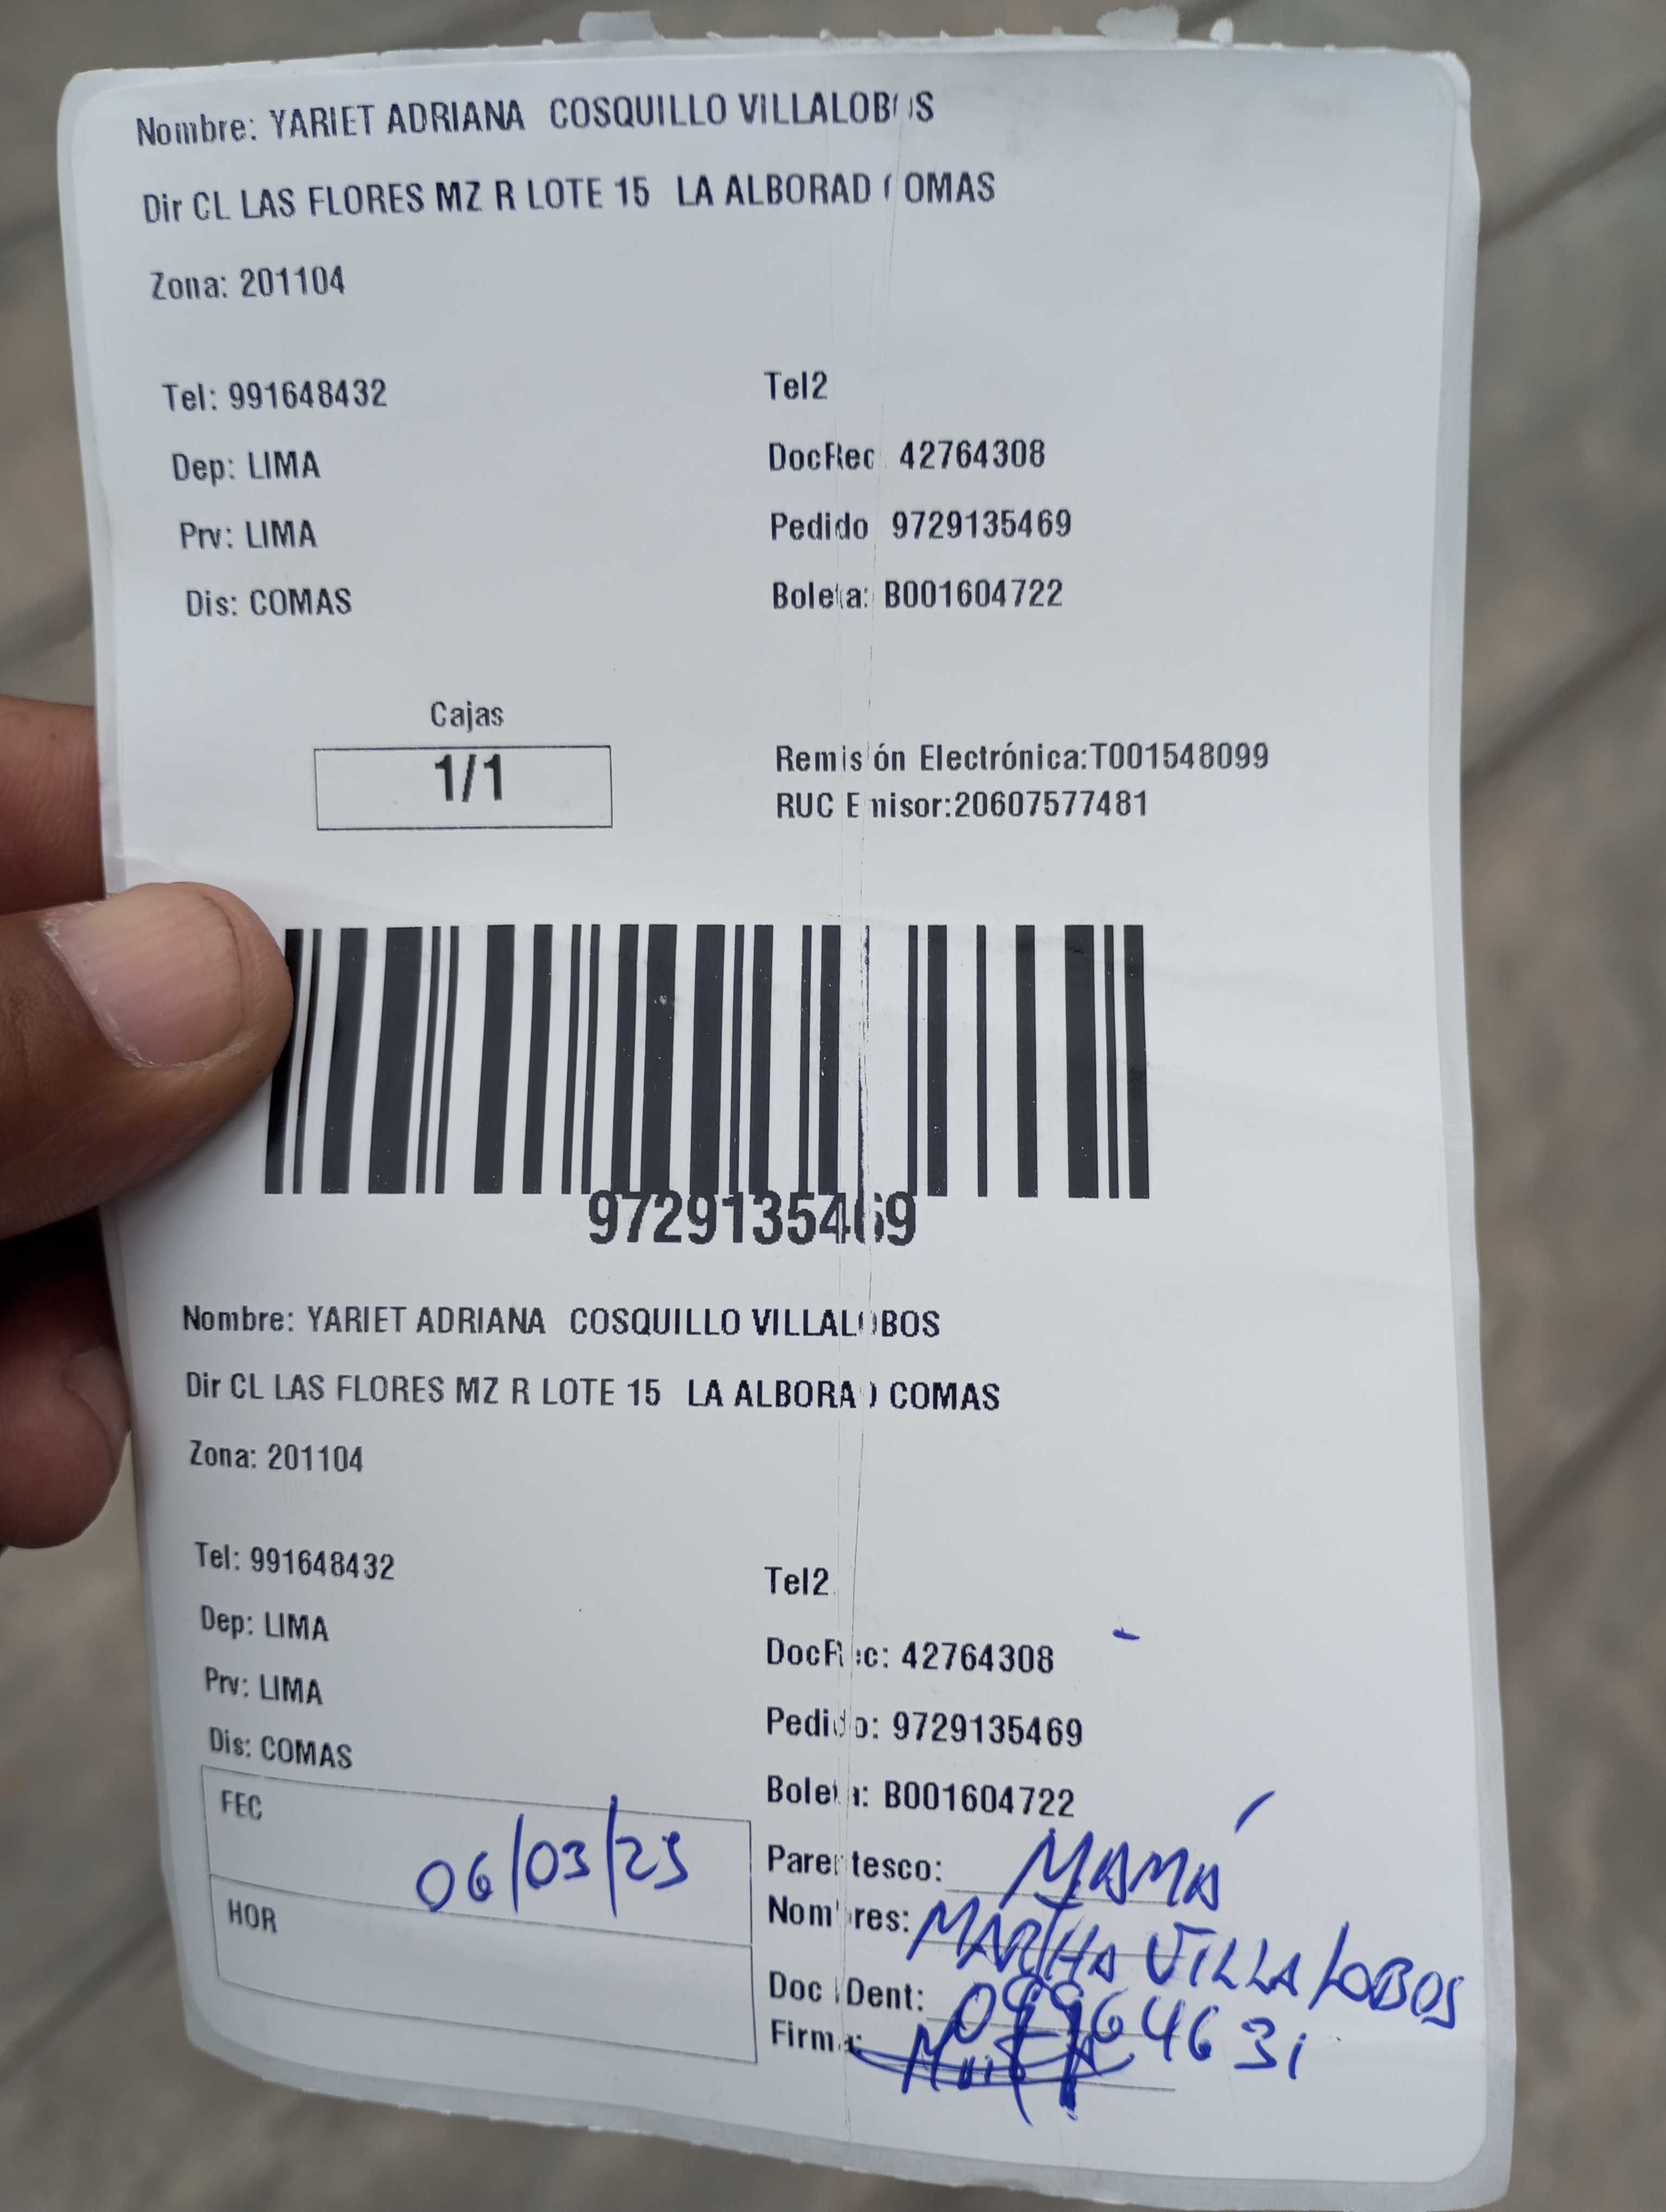 Nombre: YARIET ADRIANA COSQUILLO VILLALOBOS
Dir CL LAS FLORES MZ R LOTE 15 LA ALBORAD COMAS
Zona: 201104
Tel: 991648432 Tel2
Dep: LIMA DocRec: 42764308
Prv: LIMA Pedido 9729135469
Dis: COMAS Boleta: B001604722
Cajas
1/1
Remisión Electrónica:T001548099
RUC Emisor:20607577481
9729135469
Nombre: YARIET ADRIANA COSQUILLO VILLALOBOS
Dir CL LAS FLORES MZ R LOTE 15 LA ALBORAD COMAS
Zona: 201104
Tel: 991648432 Tel2
Dep: LIMA DocRec: 42764308
Prv: LIMA Pedido: 9729135469
Dis: COMAS Boleta: B001604722
FEC 06/03/25 Parentesco: MAMÁ
HOR Nombres: MARTHA VILLALOBOS
Doc IDent:
Firma: